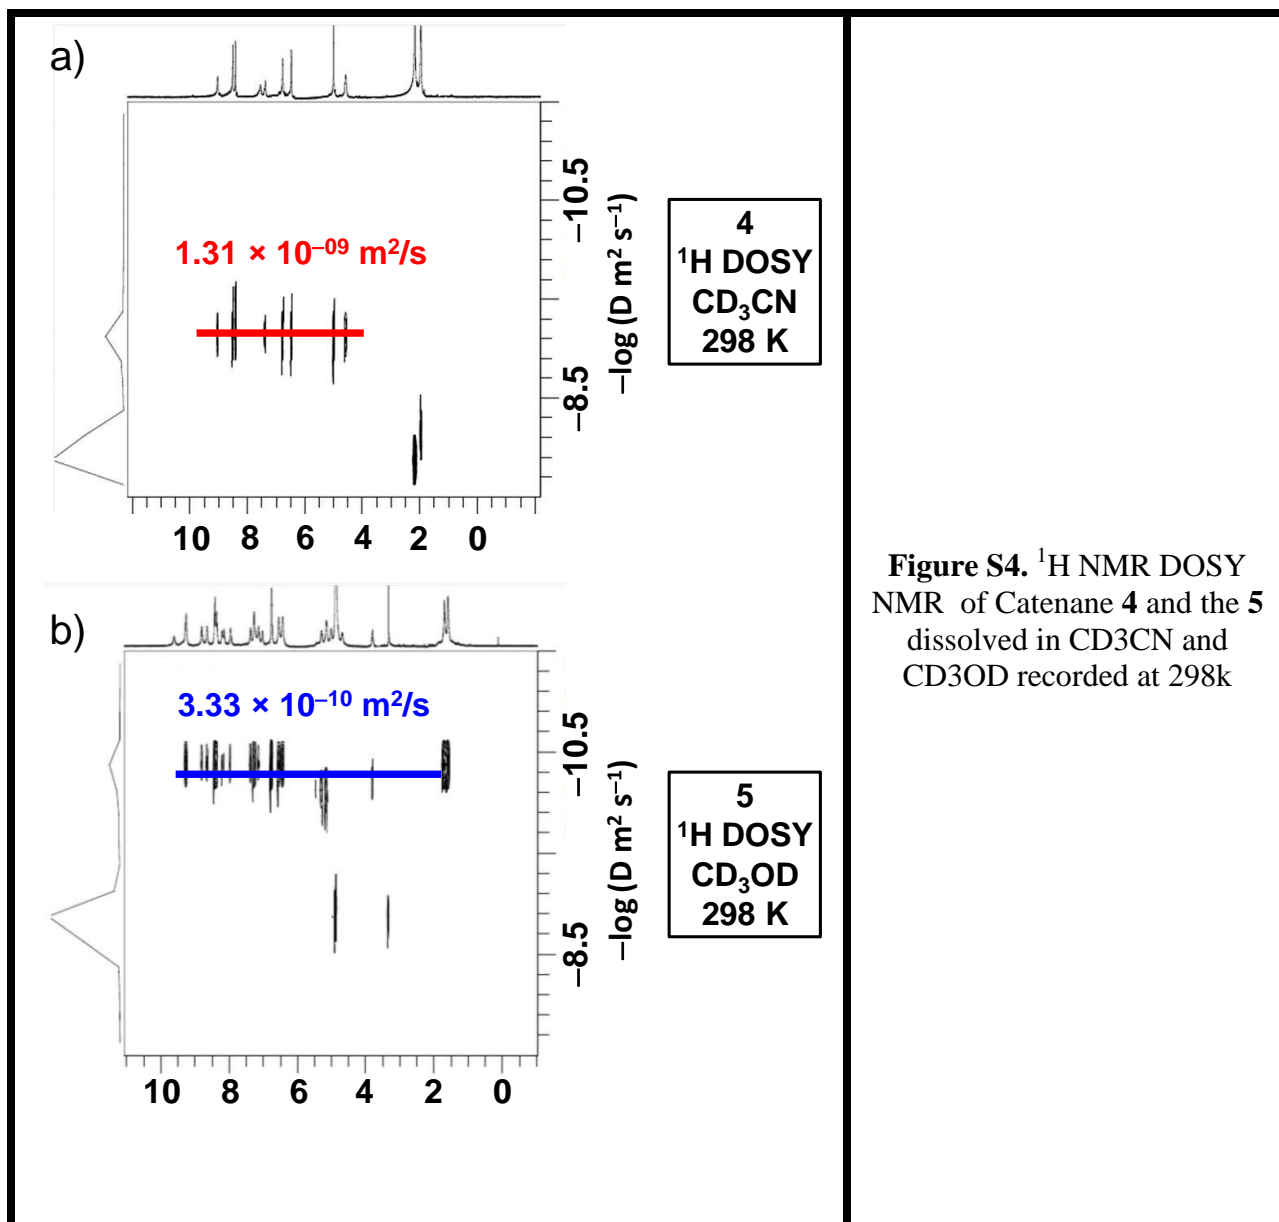 a)
1.31 × 10⁻⁰⁹ m²/s
−10.5
−8.5
−log (D m² s⁻¹)
10 8 6 4 2 0
4
¹H DOSY
CD₃CN
298 K
b)
3.33 × 10⁻¹⁰ m²/s
−10.5
−8.5
−log (D m² s⁻¹)
10 8 6 4 2 0
5
¹H DOSY
CD₃OD
298 K
Figure S4. ¹H NMR DOSY
NMR of Catenane 4 and the 5
dissolved in CD3CN and
CD3OD recorded at 298k